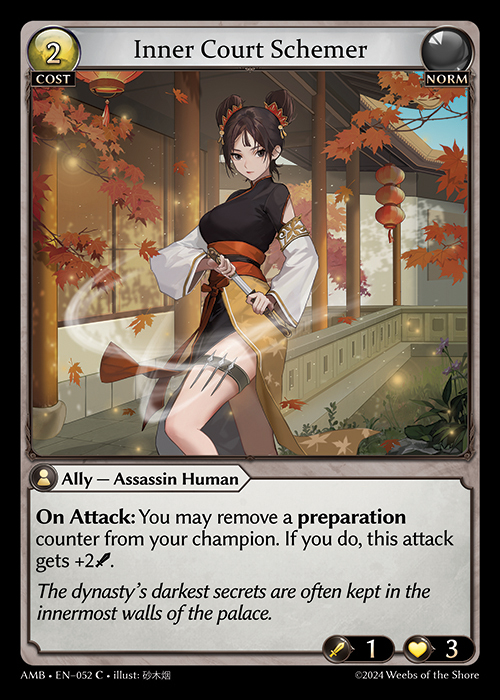 2
Inner Court Schemer
COST
NORM
Ally — Assassin Human
On Attack: You may remove a preparation
counter from your champion. If you do, this attack
gets +2.
The dynasty's darkest secrets are often kept in the
innermost walls of the palace.
1
3
AMB • EN–052 C • illust: 砂木烟
©2024 Weebs of the Shore